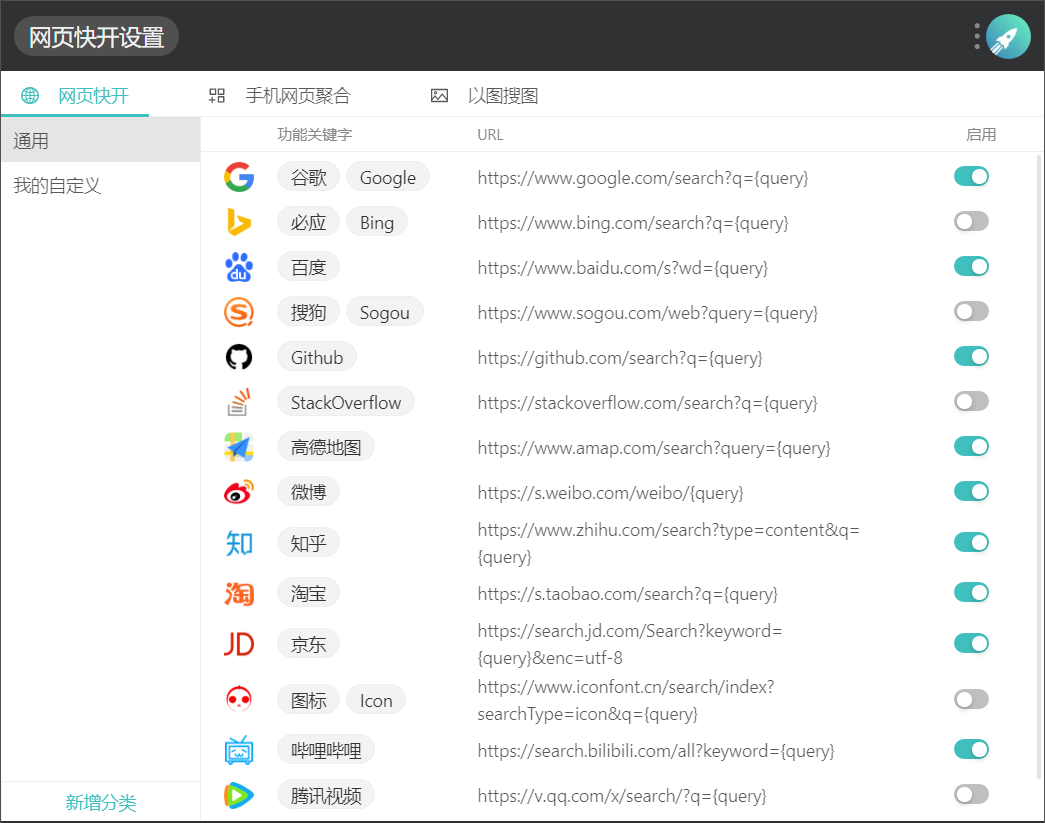 网页快开设置
网页快开 手机网页聚合 以图搜图
通用
我的自定义
新增分类
功能关键字 URL 启用
谷歌 Google https://www.google.com/search?q={query}
必应 Bing https://www.bing.com/search?q={query}
du 百度 https://www.baidu.com/s?wd={query}
搜狗 Sogou https://www.sogou.com/web?query={query}
Github https://github.com/search?q={query}
StackOverflow https://stackoverflow.com/search?q={query}
高德地图 https://www.amap.com/search?query={query}
微博 https://s.weibo.com/weibo/{query}
知 知乎 https://www.zhihu.com/search?type=content&q=
{query}
淘 淘宝 https://s.taobao.com/search?q={query}
JD 京东 https://search.jd.com/Search?keyword=
{query}&enc=utf-8
图标 Icon https://www.iconfont.cn/search/index?
searchType=icon&q={query}
哔哩哔哩 https://search.bilibili.com/all?keyword={query}
腾讯视频 https://v.qq.com/x/search/?q={query}